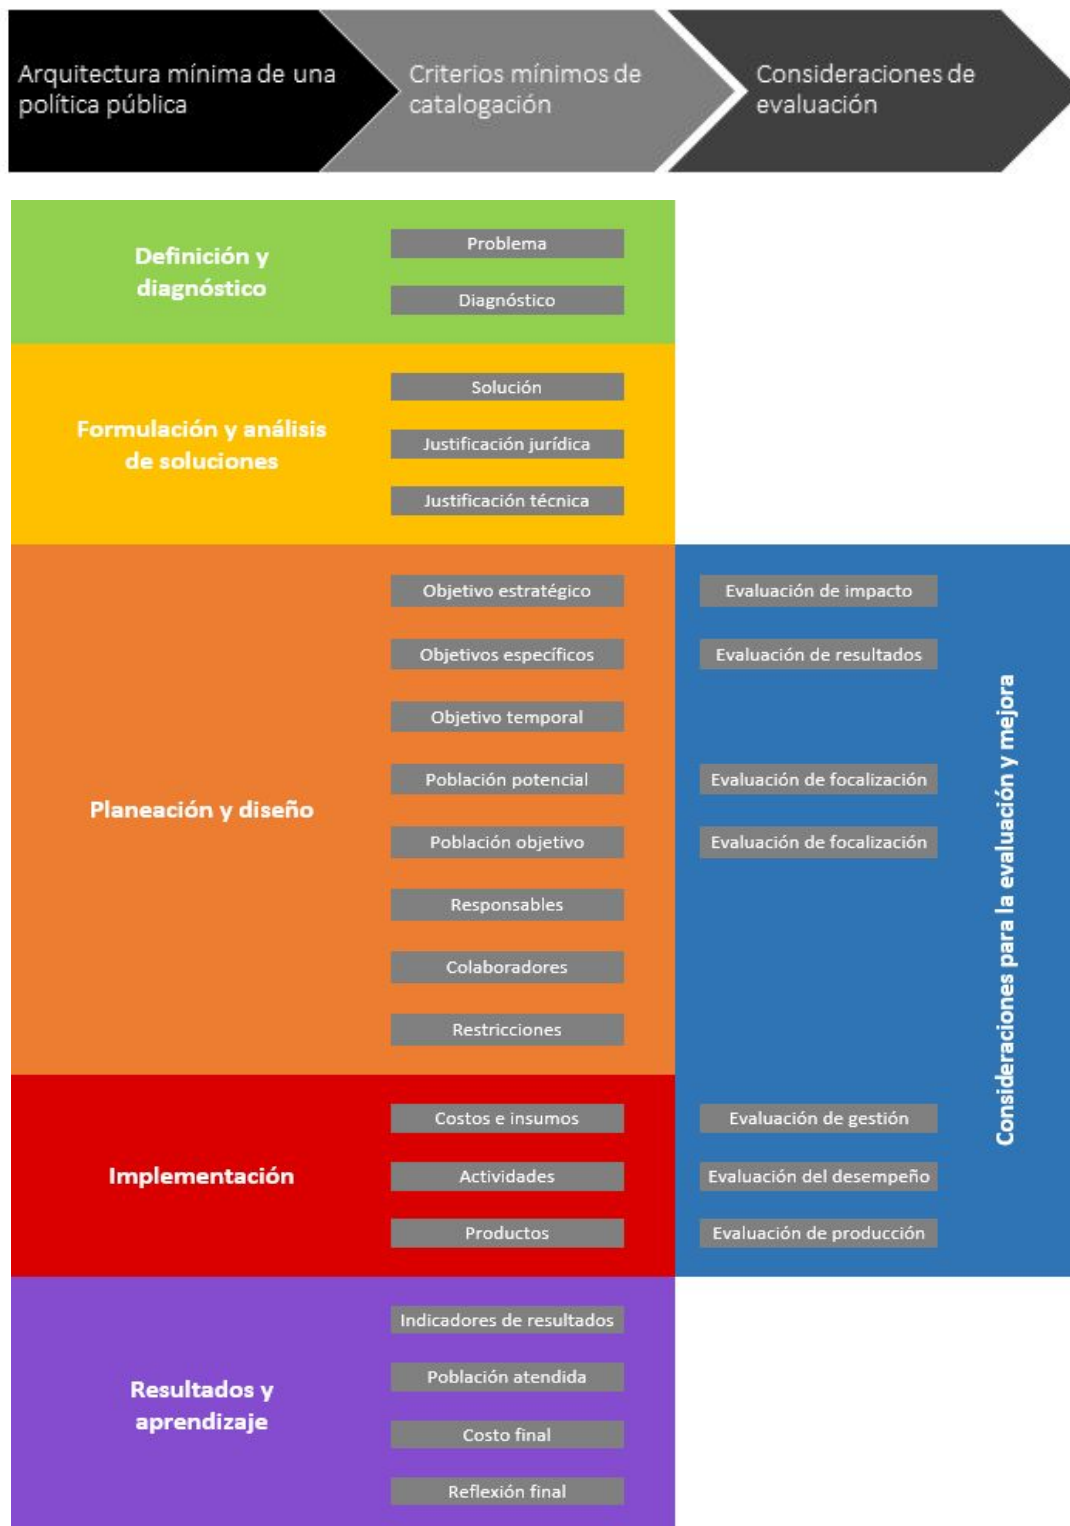 Arquitectura mínima de una
política pública
Criterios mínimos de
catalogación
Consideraciones de
evaluación
Definición y
diagnóstico
Problema
Diagnóstico
Formulación y análisis
de soluciones
Solución
Justificación jurídica
Justificación técnica
Planeación y diseño
Objetivo estratégico
Evaluación de impacto
Objetivos específicos
Evaluación de resultados
Objetivo temporal
Población potencial
Evaluación de focalización
Población objetivo
Evaluación de focalización
Responsables
Colaboradores
Restricciones
Consideraciones para la evaluación y mejora
Implementación
Costos e insumos
Evaluación de gestión
Actividades
Evaluación del desempeño
Productos
Evaluación de producción
Resultados y
aprendizaje
Indicadores de resultados
Población atendida
Costo final
Reflexión final